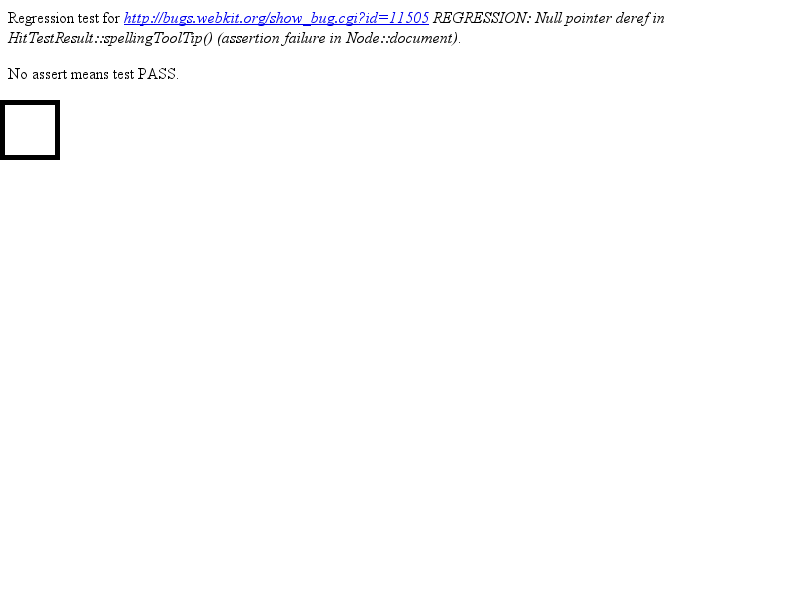 Regression test for http://bugs.webkit.org/show_bug.cgi?id=11505 REGRESSION: Null pointer deref in
HitTestResult::spellingToolTip() (assertion failure in Node::document).
No assert means test PASS.